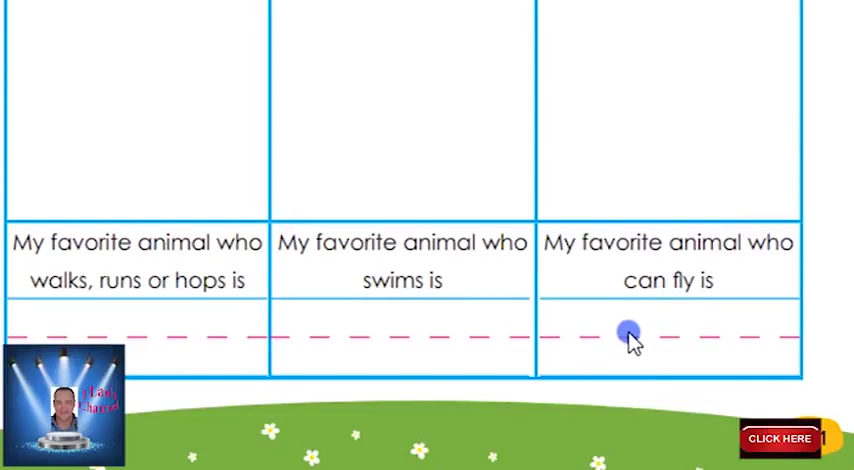 My favorite animal who
walks, runs or hops is
My favorite animal who
swims is
My favorite animal who
can fly is
CLICK HERE
1